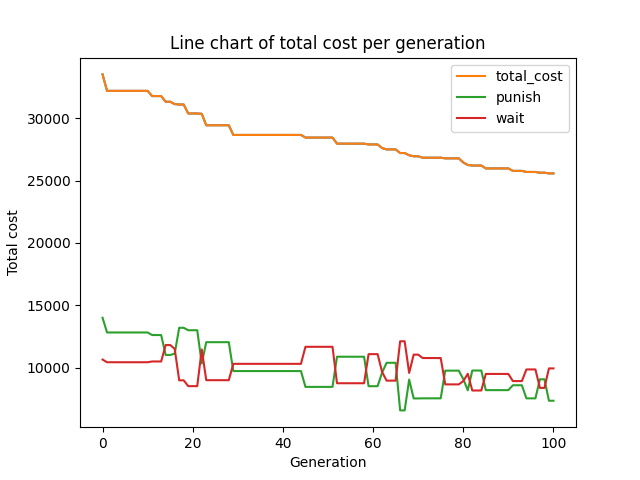 Line chart of total cost per generation
total_cost
punish
wait
Total cost
30000
25000
20000
15000
10000
0
20
40
60
80
100
Generation